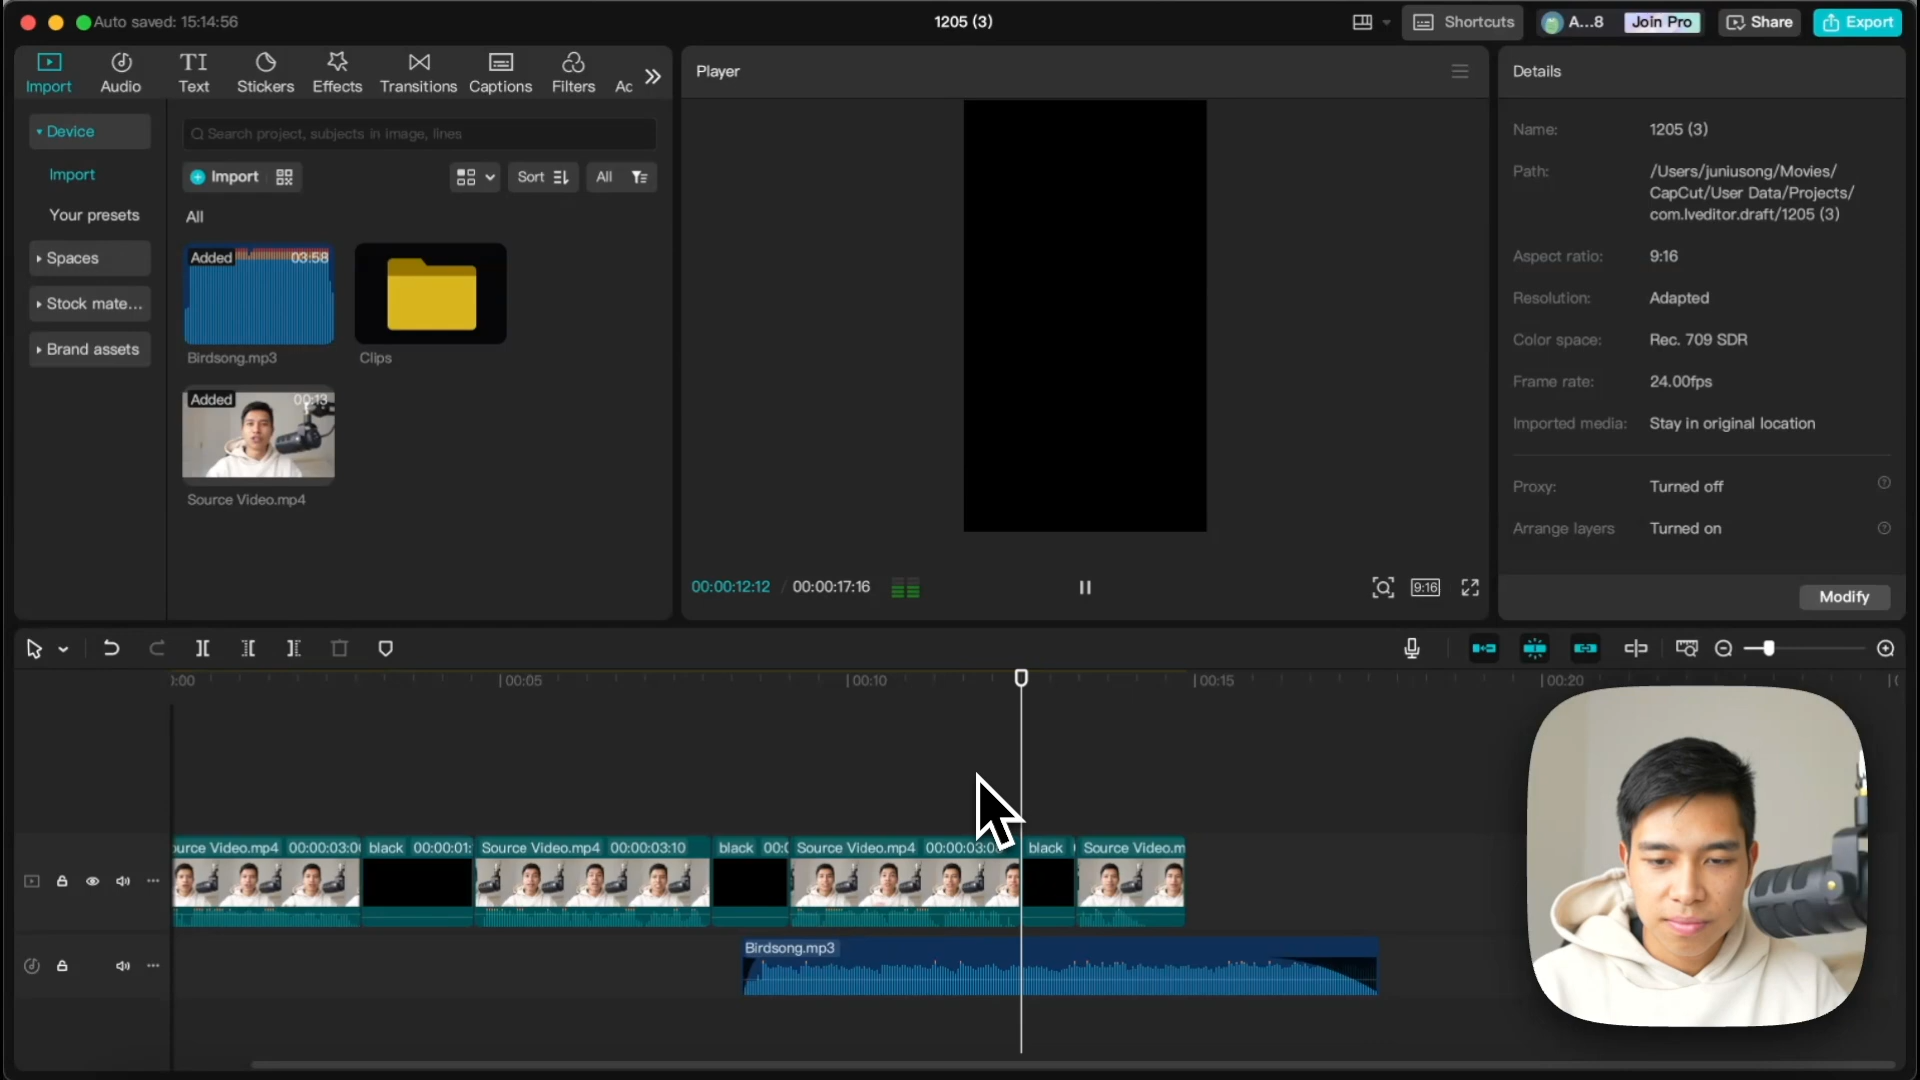 Auto saved: 15:14:56
1205 (3)
Shortcuts
A...8
Join Pro
Share
Export
Import
Audio
TI
Text
Stickers
Effects
Transitions
Captions
Filters
Ac
Player
Details
Device
Import
Your presets
Spaces
Stock mate...
Brand assets
Search project, subjects in image, lines
Import
Sort
All
All
Added
03:58
Birdsong.mp3
Clips
Added
00:13
Source Video.mp4
00:00:12:12 / 00:00:17:16
9:16
Name: 1205 (3)
Path: /Users/juniusong/Movies/
CapCut/User Data/Projects/
com.lveditor.draft/1205 (3)
Aspect ratio: 9:16
Resolution: Adapted
Color space: Rec. 709 SDR
Frame rate: 24.00fps
Imported media: Stay in original location
Proxy: Turned off
Arrange layers Turned on
Modify
:00
00:05
00:10
00:15
00:20
ource Video.mp4 00:00:03:0
black 00:00:01:
Source Video.mp4 00:00:03:10
black 00:0
Source Video.mp4 00:00:03:0
black
Source Video.m
Birdsong.mp3